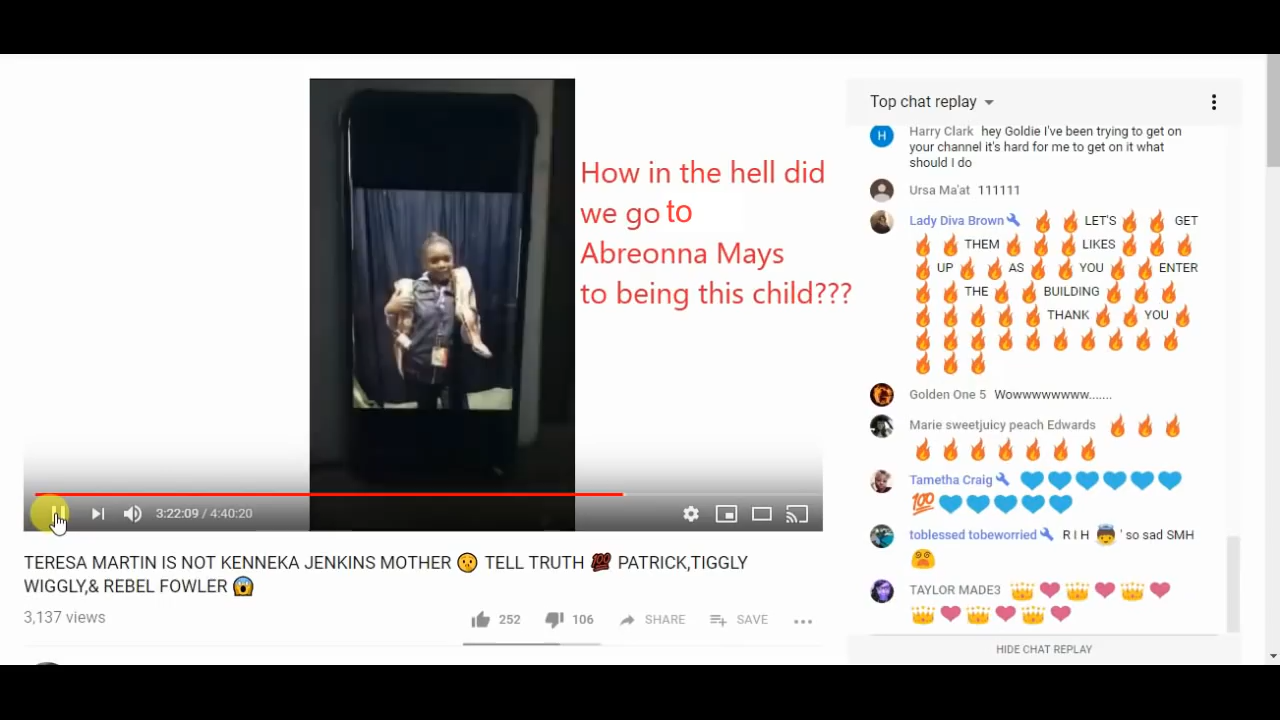 How in the hell did
we go to
Abreonna Mays
to being this child???
3:22:09 / 4:40:20
TERESA MARTIN IS NOT KENNEKA JENKINS MOTHER 🤫 TELL TRUTH 💯 PATRICK,TIGGLY
WIGGLY,& REBEL FOWLER 😱
3,137 views
252
106
SHARE
SAVE
Top chat replay
H
Harry Clark hey Goldie I've been trying to get on
your channel it's hard for me to get on it what
should I do
Ursa Ma'at 111111
Lady Diva Brown 🔧 🔥 🔥 LET'S 🔥 🔥 GET
🔥 🔥 THEM 🔥 🔥 🔥 LIKES 🔥 🔥 🔥
🔥 UP 🔥 🔥 AS 🔥 🔥 YOU 🔥 🔥 ENTER
🔥 🔥 THE 🔥 🔥 BUILDING 🔥 🔥 🔥
🔥 🔥 🔥 🔥 🔥 THANK 🔥 🔥 YOU 🔥
🔥 🔥 🔥 🔥 🔥 🔥 🔥 🔥 🔥 🔥
🔥 🔥 🔥
Golden One 5 Wowwwwwwww.......
Marie sweetjuicy peach Edwards 🔥 🔥 🔥
🔥 🔥 🔥 🔥 🔥 🔥 🔥
Tametha Craig 🔧 💙💙💙💙💙💙💙
💯💙💙💙💙💙
toblessed tobeworried 🔧 R I H 👼 ' so sad SMH
😵
TAYLOR MADE3 👑❤👑❤👑❤
👑❤👑❤👑❤
HIDE CHAT REPLAY